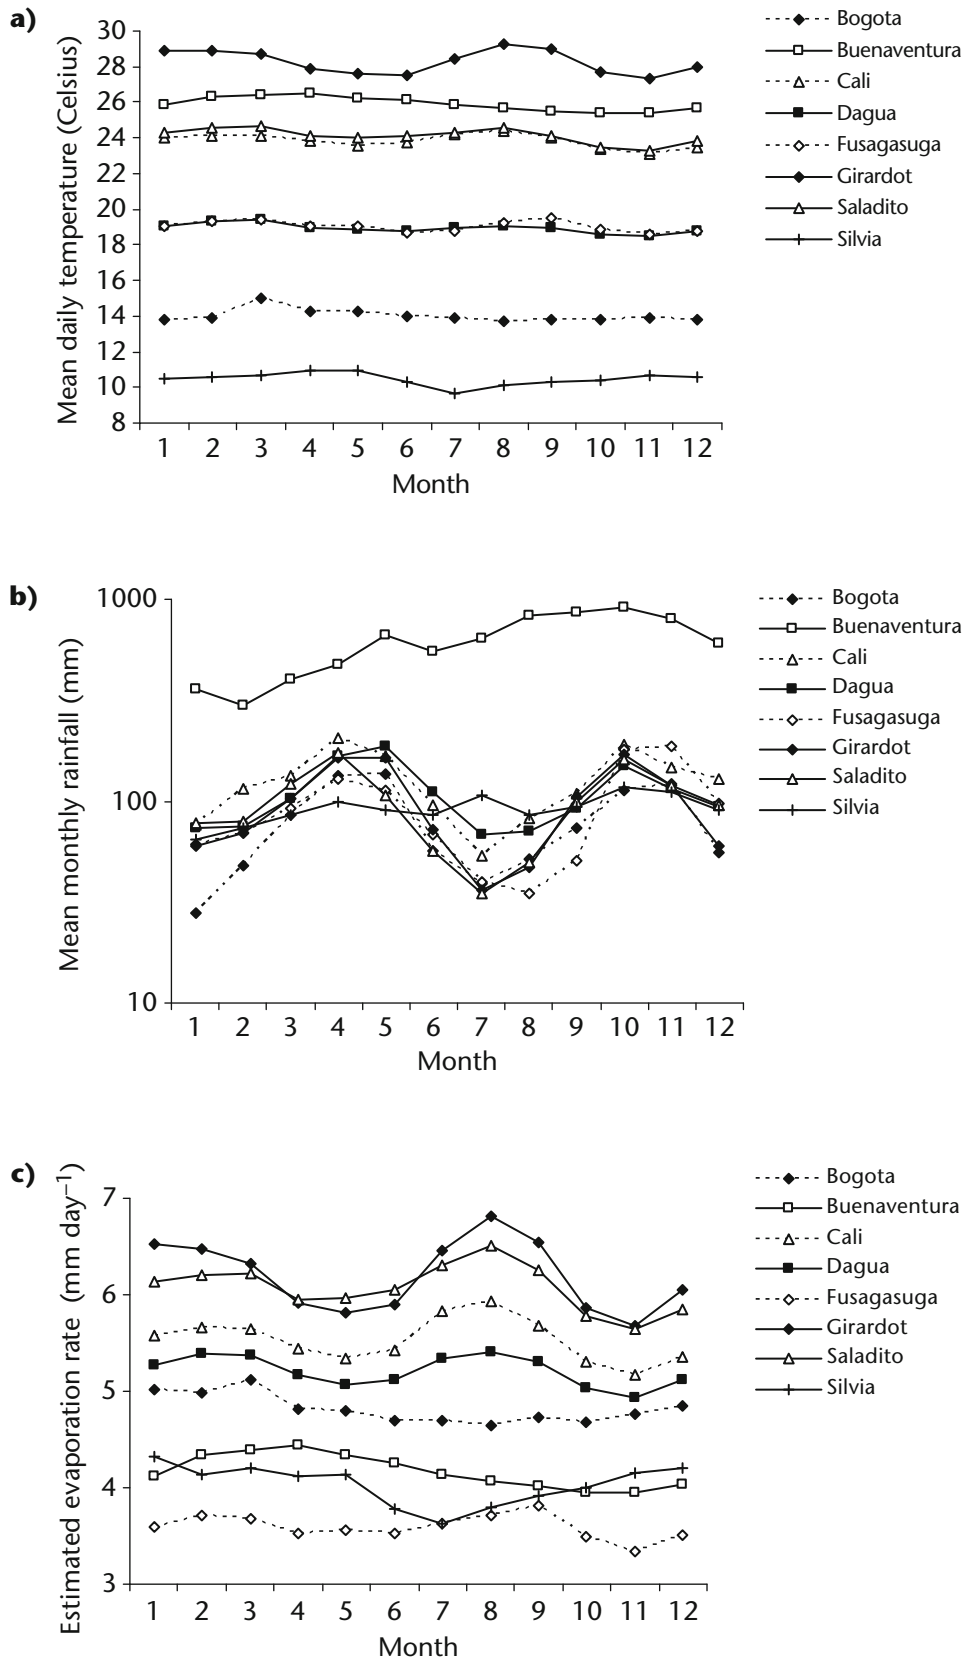 a)
Mean daily temperature (Celsius)
30
28
26
24
22
20
18
16
14
12
10
8
1 2 3 4 5 6 7 8 9 10 11 12
Month
Bogota
Buenaventura
Cali
Dagua
Fusagasuga
Girardot
Saladito
Silvia
b)
Mean monthly rainfall (mm)
1000
100
10
1 2 3 4 5 6 7 8 9 10 11 12
Month
Bogota
Buenaventura
Cali
Dagua
Fusagasuga
Girardot
Saladito
Silvia
c)
Estimated evaporation rate (mm day⁻¹)
7
6
5
4
3
1 2 3 4 5 6 7 8 9 10 11 12
Month
Bogota
Buenaventura
Cali
Dagua
Fusagasuga
Girardot
Saladito
Silvia